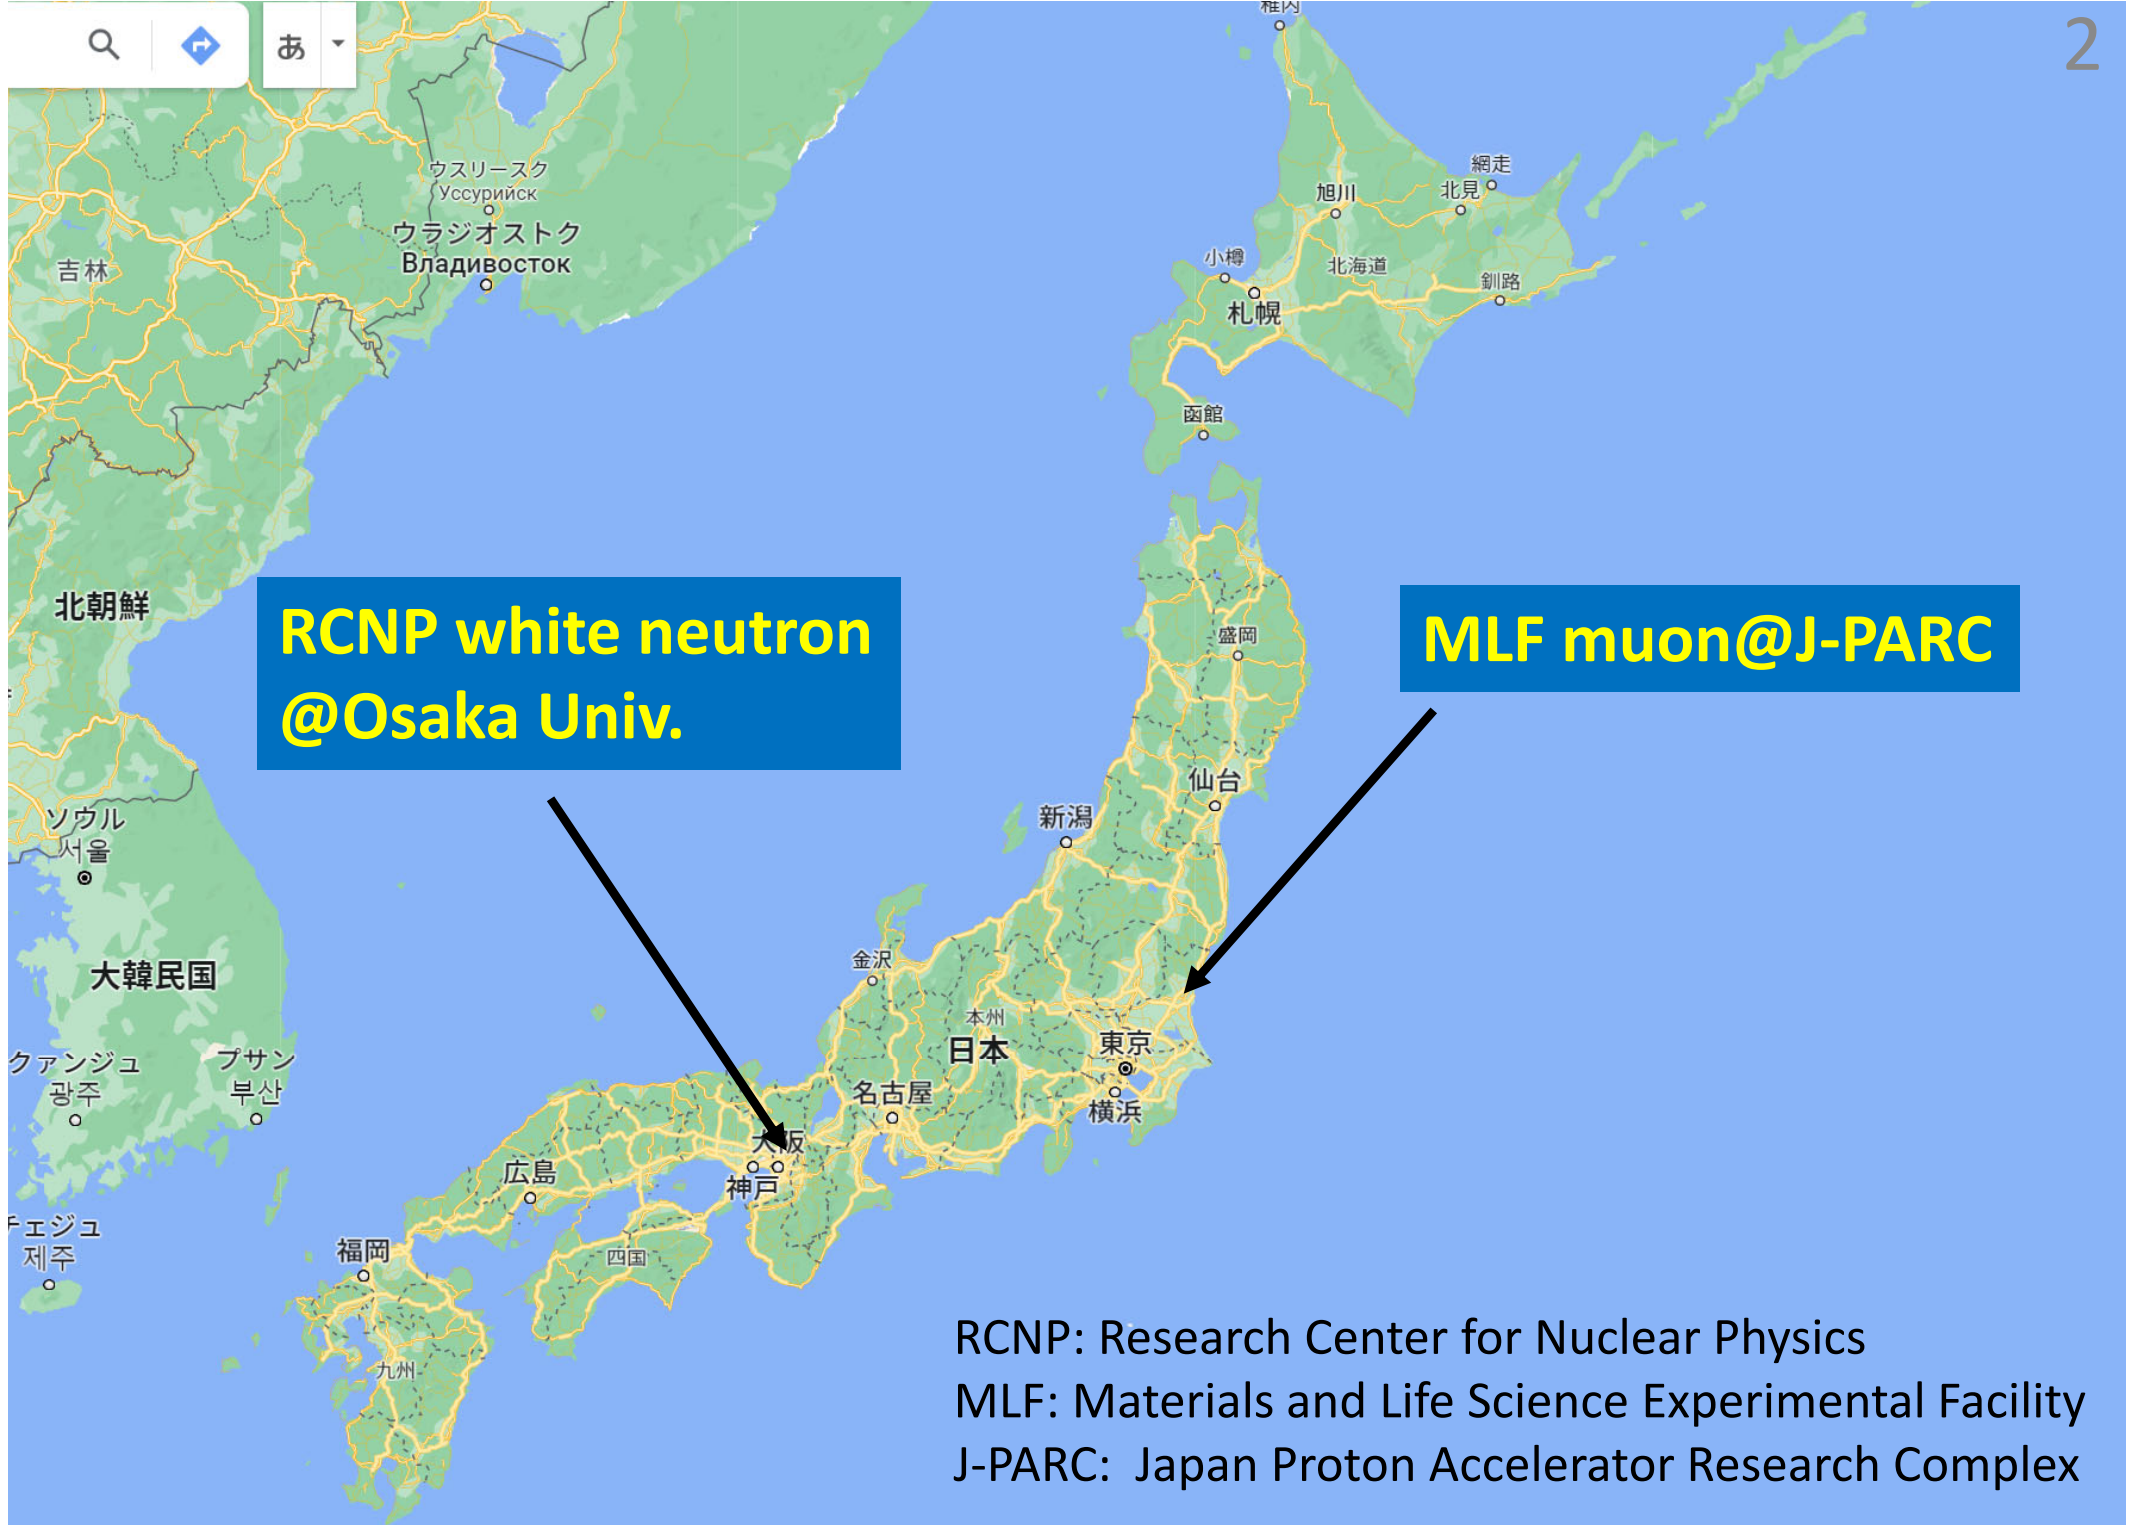 あ
2
稚内
ウスリースク
Уссурийск
網走
北見
旭川
ウラジオストク
Владивосток
吉林
小樽
北海道
釧路
札幌
函館
北朝鮮
RCNP white neutron
@Osaka Univ.
MLF muon@J-PARC
盛岡
仙台
新潟
ソウル
서울
金沢
大韓民国
本州
日本
東京
クァンジュ
광주
プサン
부산
名古屋
横浜
大阪
広島
神戸
チェジュ
제주
福岡
四国
九州
RCNP: Research Center for Nuclear Physics
MLF: Materials and Life Science Experimental Facility
J-PARC: Japan Proton Accelerator Research Complex